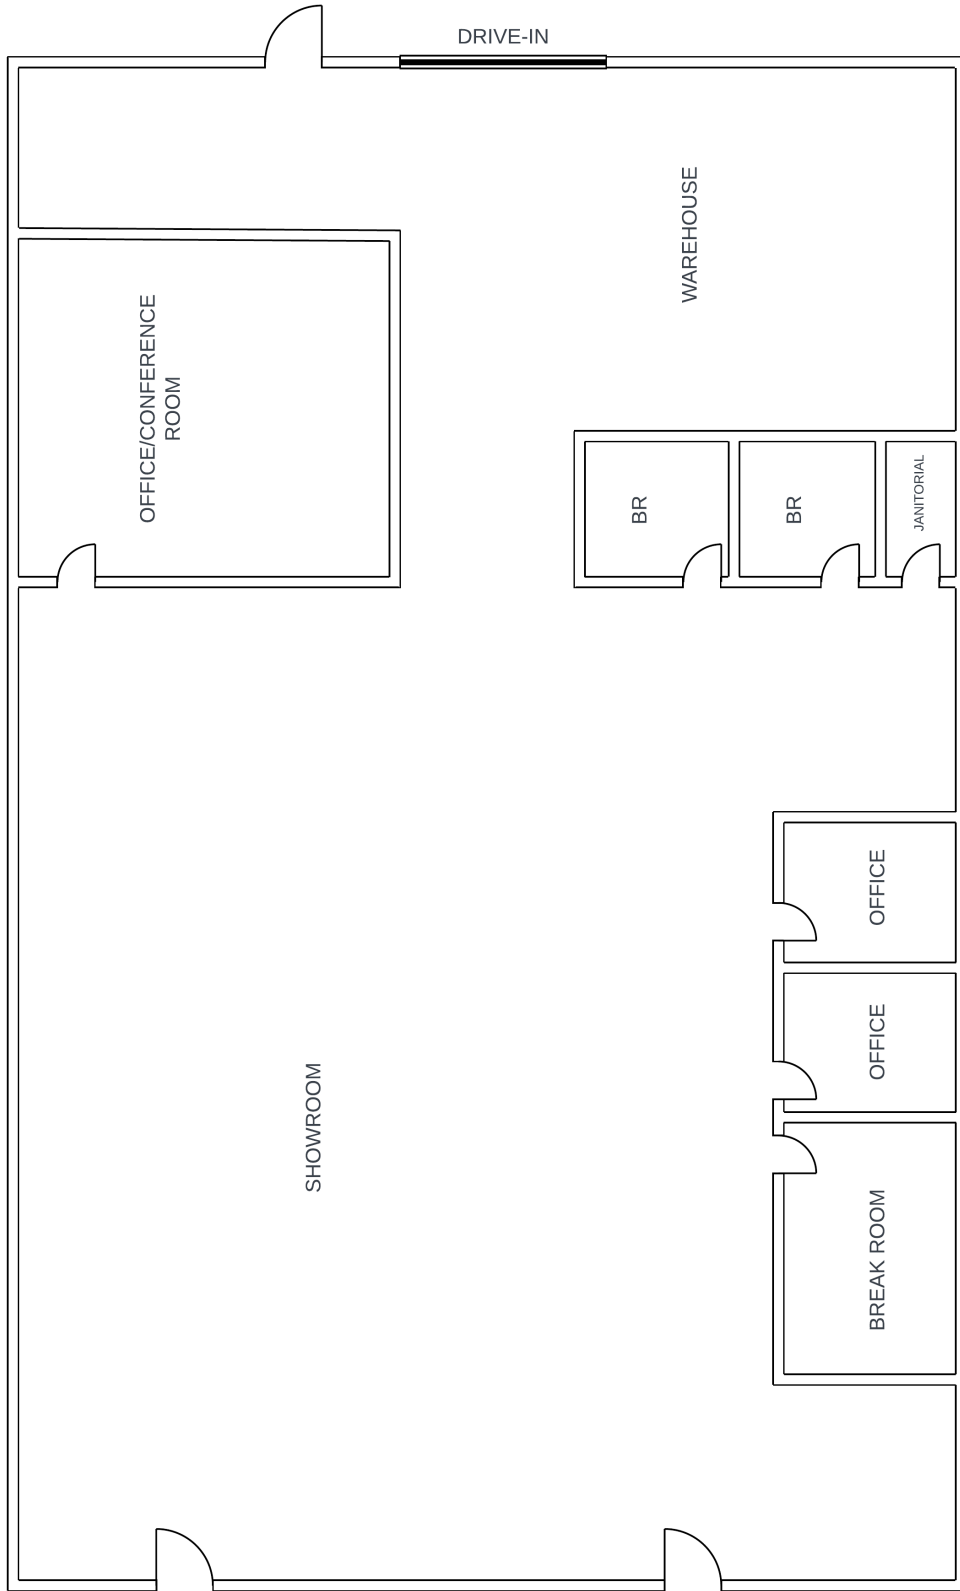 DRIVE-IN
WAREHOUSE
OFFICE/CONFERENCE
ROOM
BR
BR
JANITORIAL
OFFICE
OFFICE
SHOWROOM
BREAK ROOM